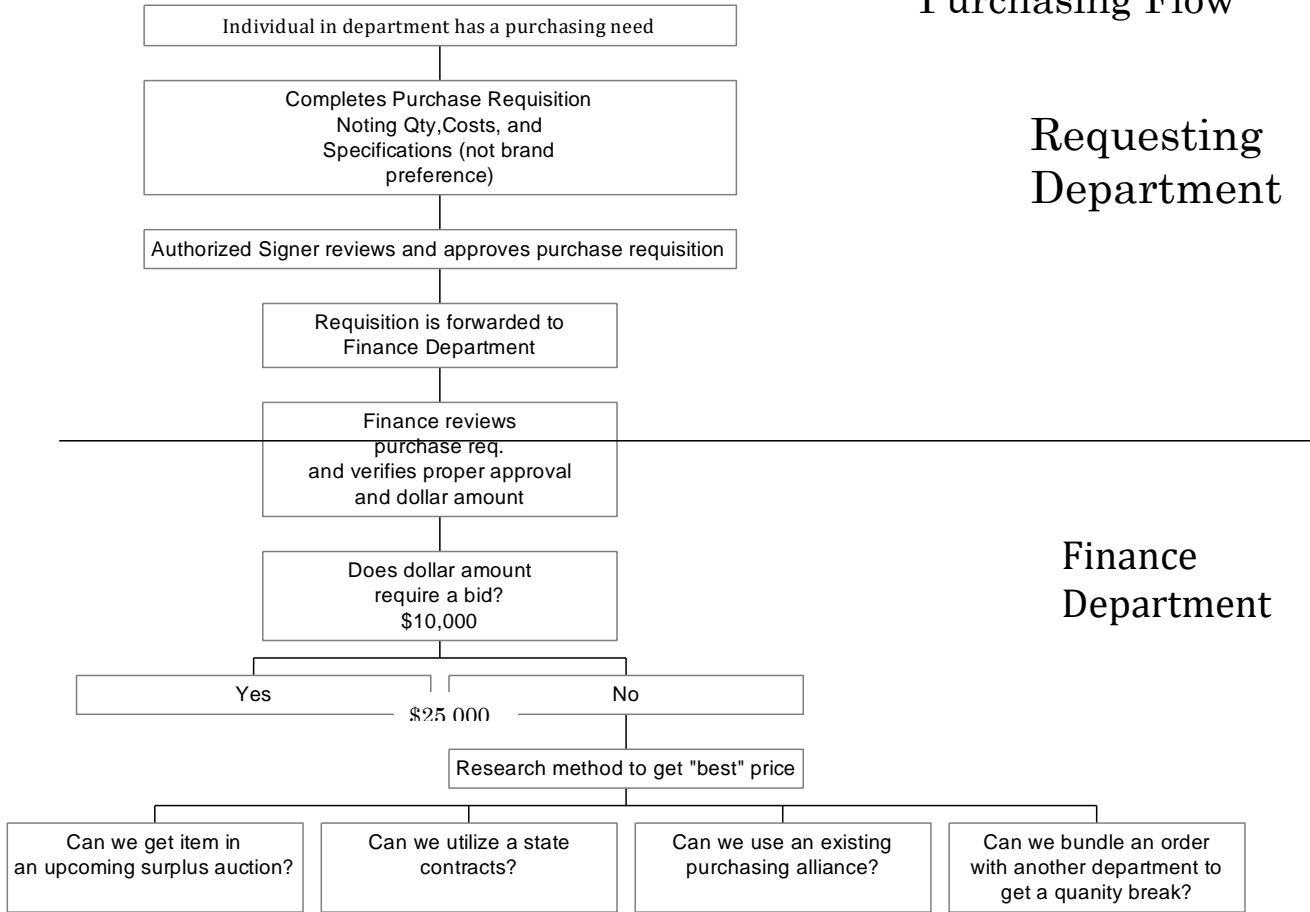 Purchasing Flow
Individual in department has a purchasing need
Completes Purchase Requisition
Noting Qty,Costs, and
Specifications (not brand
preference)
Requesting
Department
Authorized Signer reviews and approves purchase requisition
Requisition is forwarded to
Finance Department
Finance reviews
purchase req.
and verifies proper approval
and dollar amount
Does dollar amount
require a bid?
$10,000
Finance
Department
Yes
No
$25,000
Research method to get "best" price
Can we get item in
an upcoming surplus auction?
Can we utilize a state
contracts?
Can we use an existing
purchasing alliance?
Can we bundle an order
with another department to
get a quanity break?